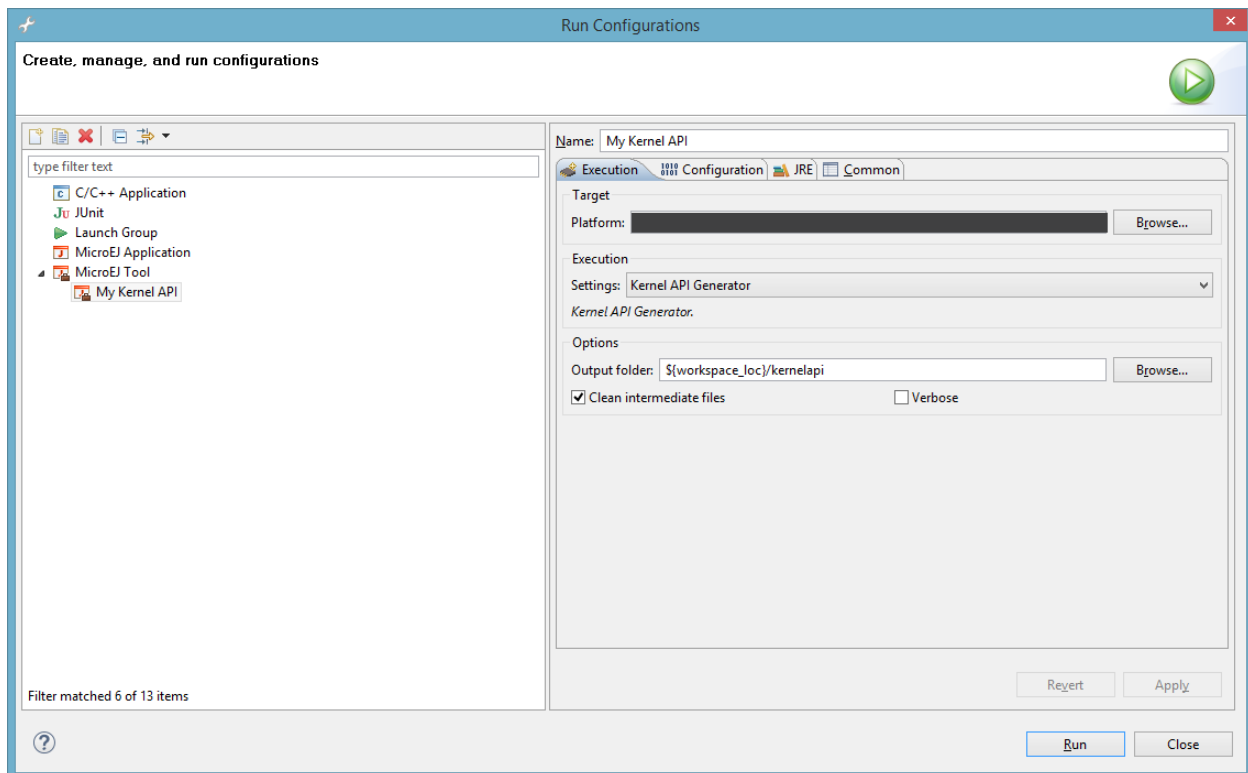 Run Configurations
Create, manage, and run configurations
Name: My Kernel API
type filter text
Execution Configuration JRE Common
C/C++ Application
JUnit
Launch Group
MicroEJ Application
MicroEJ Tool
My Kernel API
Filter matched 6 of 13 items
Target
Platform: Browse...
Execution
Settings: Kernel API Generator
Kernel API Generator.
Options
Output folder: ${workspace_loc}/kernelapi Browse...
Clean intermediate files Verbose
Revert Apply
Run Close